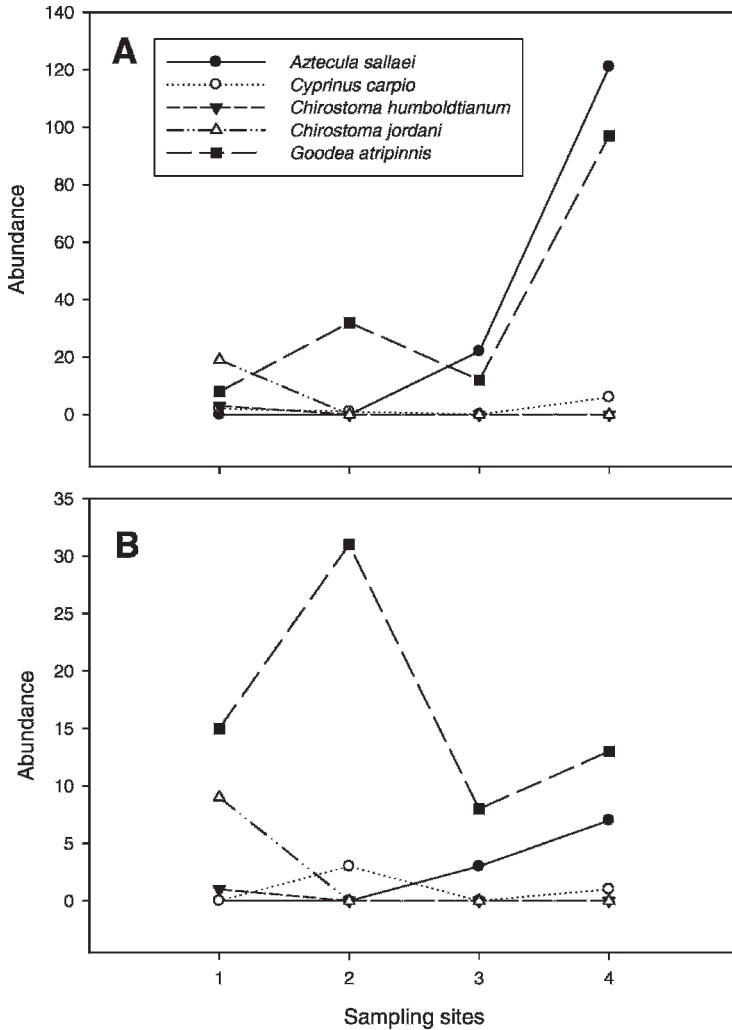 A
Aztecula sallaei
Cyprinus carpio
Chirostoma humboldtianum
Chirostoma jordani
Goodea atripinnis
Abundance
140
120
100
80
60
40
20
0
B
Abundance
35
30
25
20
15
10
5
0
1 2 3 4
Sampling sites